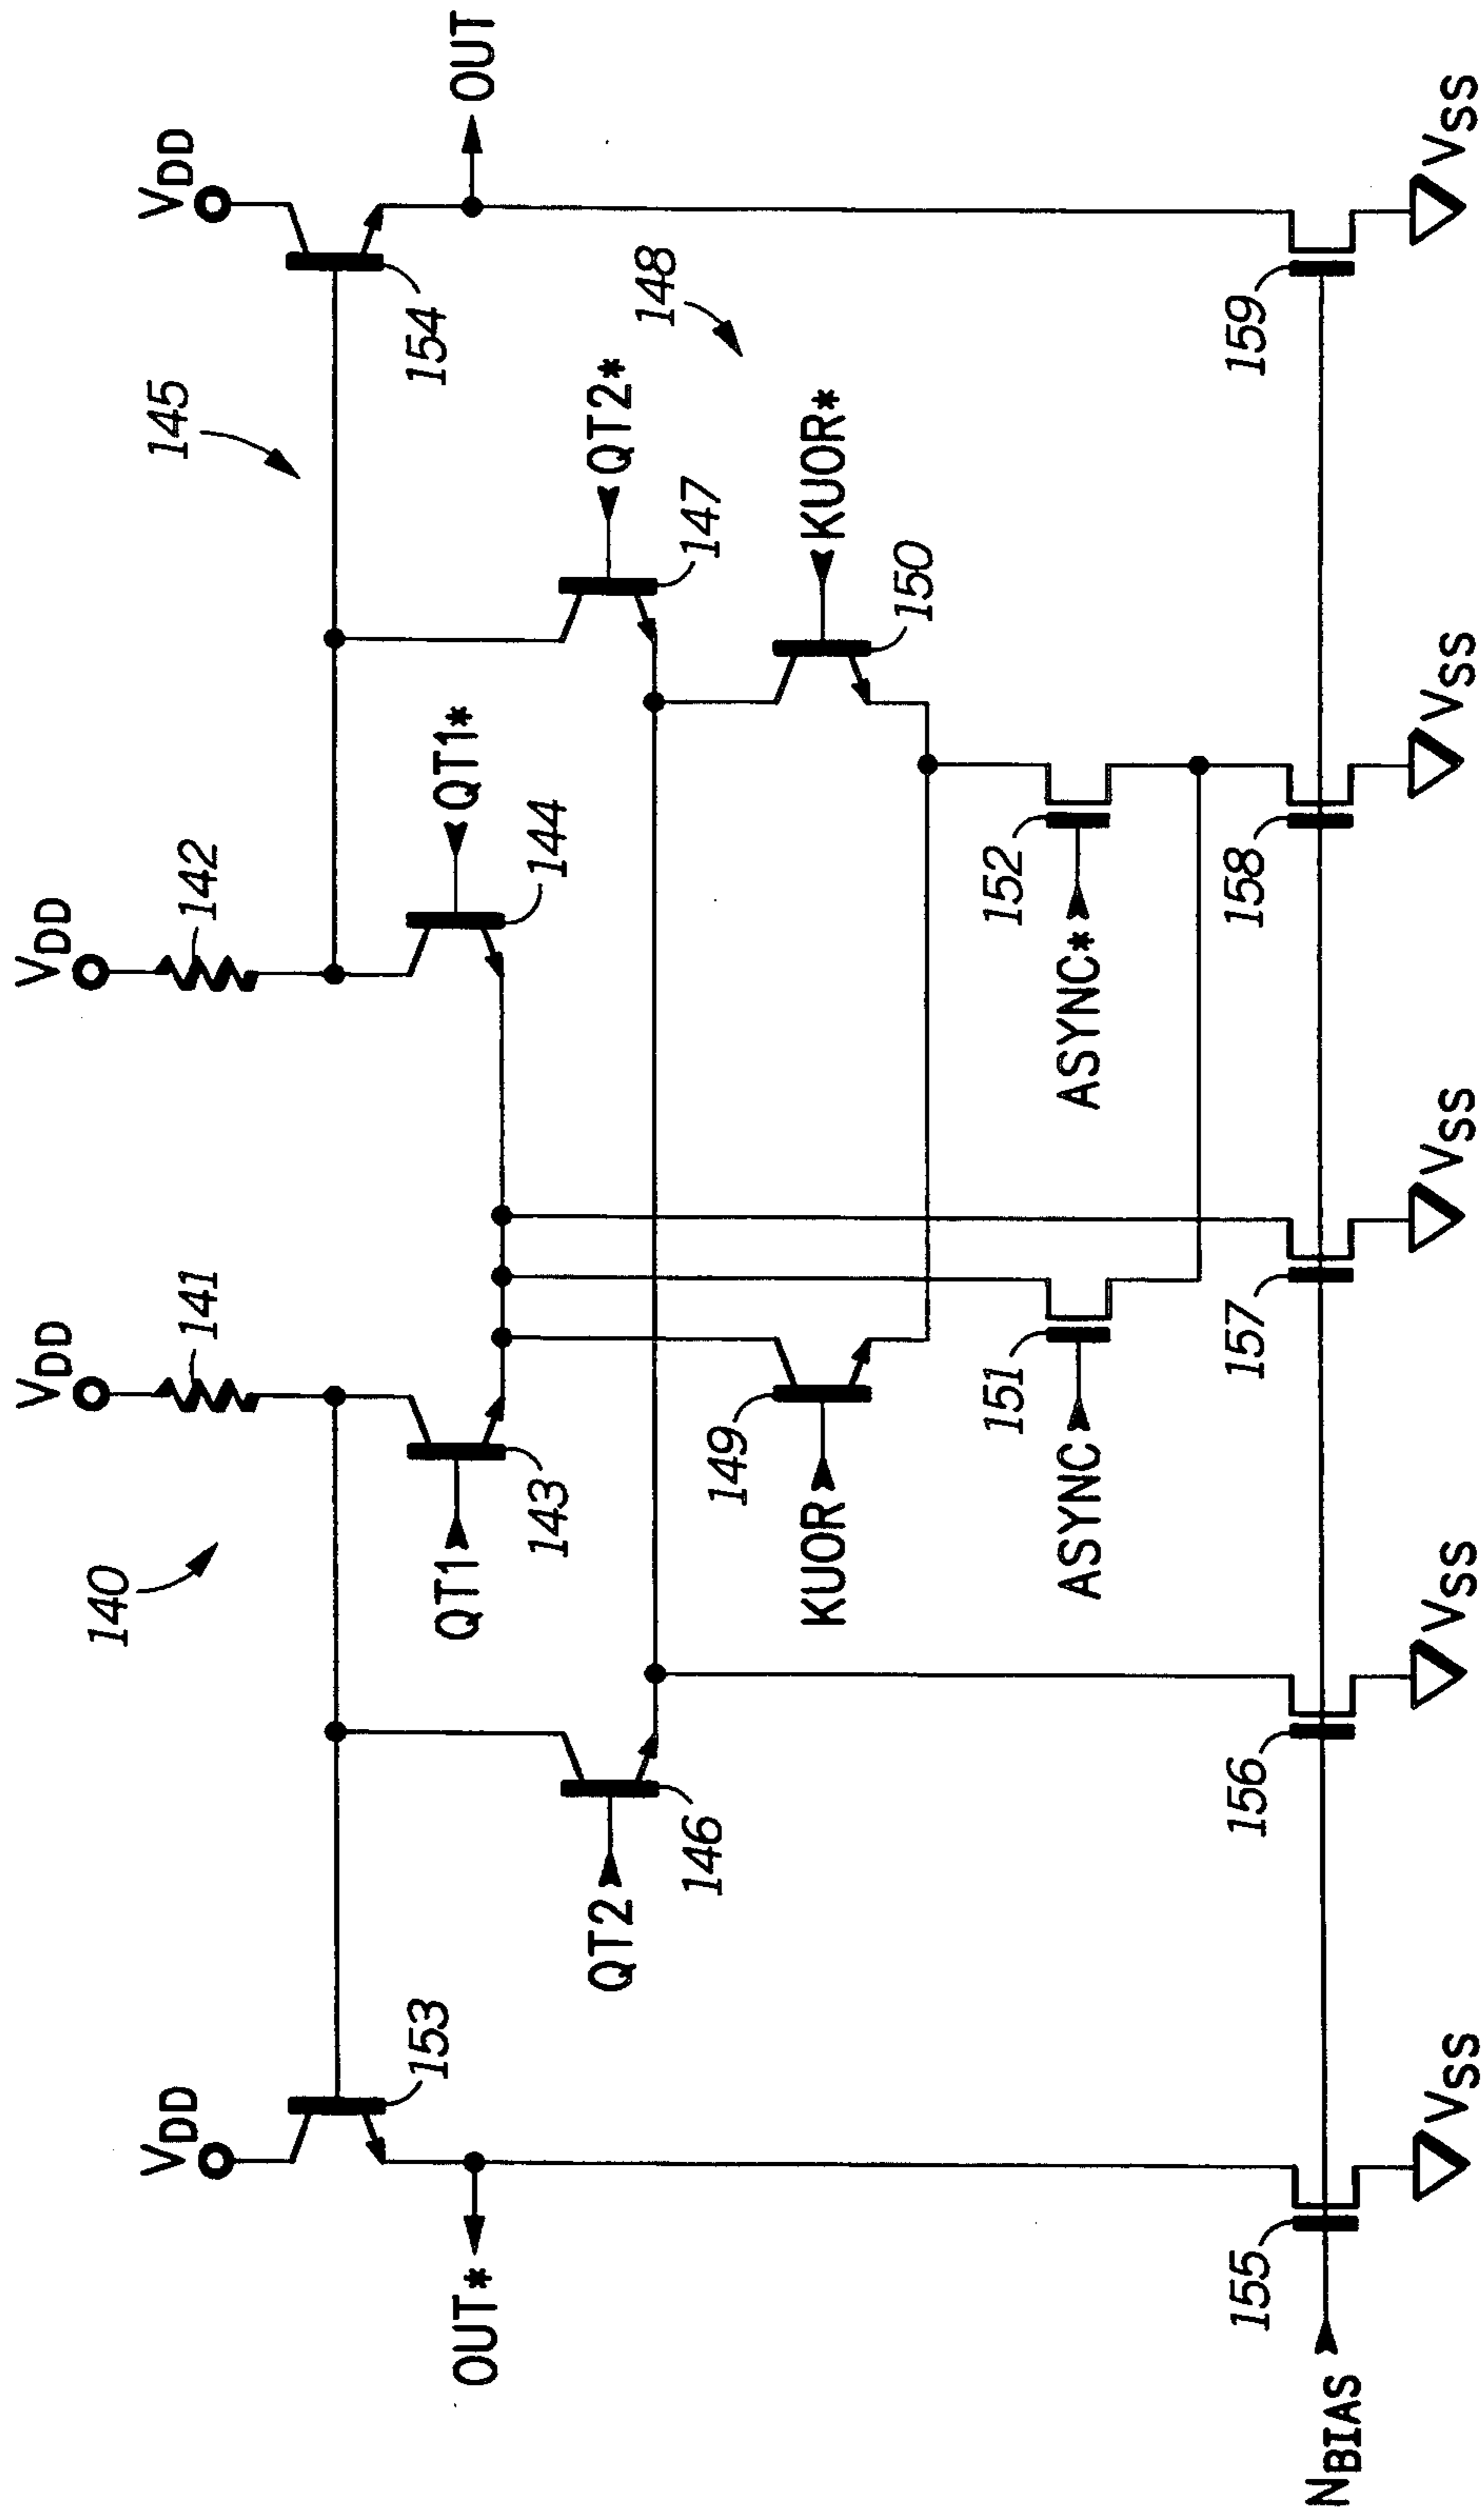 VDD
VDD
VDD
VDD
142
141
140
145
154
153
OUT
OUT*
QT1
QT1*
143
144
QT2
QT2*
146
147
148
KUOR
KUOR*
149
150
ASYNC
ASYNC*
151
152
NBIAS
155
156
157
158
159
VSS
VSS
VSS
VSS
VSS